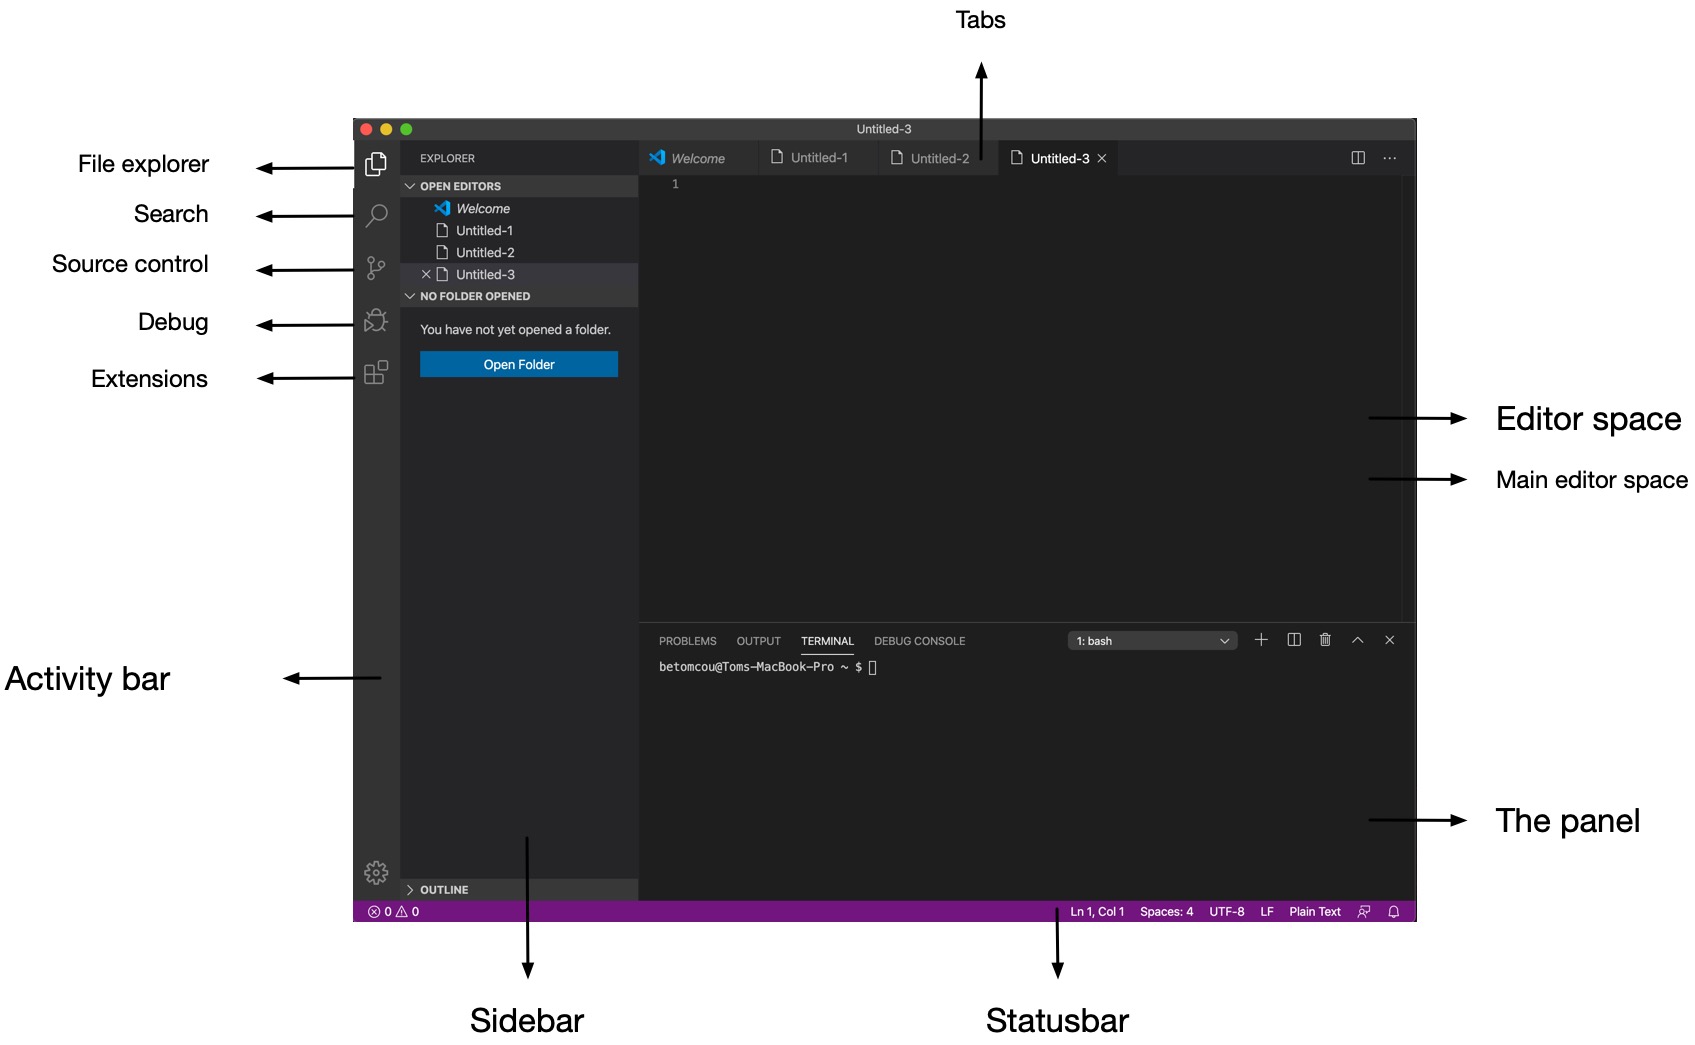 Tabs
Untitled-3
File explorer
Search
Source control
Debug
Extensions
Activity bar
EXPLORER
OPEN EDITORS
Welcome
Untitled-1
Untitled-2
Untitled-3
NO FOLDER OPENED
You have not yet opened a folder.
Open Folder
OUTLINE
Welcome Untitled-1 Untitled-2 Untitled-3
1
Editor space
Main editor space
PROBLEMS OUTPUT TERMINAL DEBUG CONSOLE 1: bash
betomcou@Toms-MacBook-Pro ~ $
The panel
0 0 Ln 1, Col 1 Spaces: 4 UTF-8 LF Plain Text
Sidebar
Statusbar